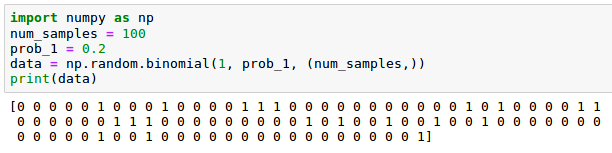 import numpy as np
num_samples = 100
prob_1 = 0.2
data = np.random.binomial(1, prob_1, (num_samples,))
print(data)
[0 0 0 0 0 1 0 0 0 1 0 0 0 0 1 1 1 0 0 0 0 0 0 0 0 0 0 0 1 0 1 0 0 0 0 1 1
0 0 0 0 0 0 1 1 1 0 0 0 0 0 0 0 0 0 1 0 1 0 0 1 0 0 1 0 0 1 0 0 0 0 0 0 0
0 0 0 0 0 1 0 0 1 0 0 0 0 0 0 0 0 0 0 0 0 0 0 0 0 1]